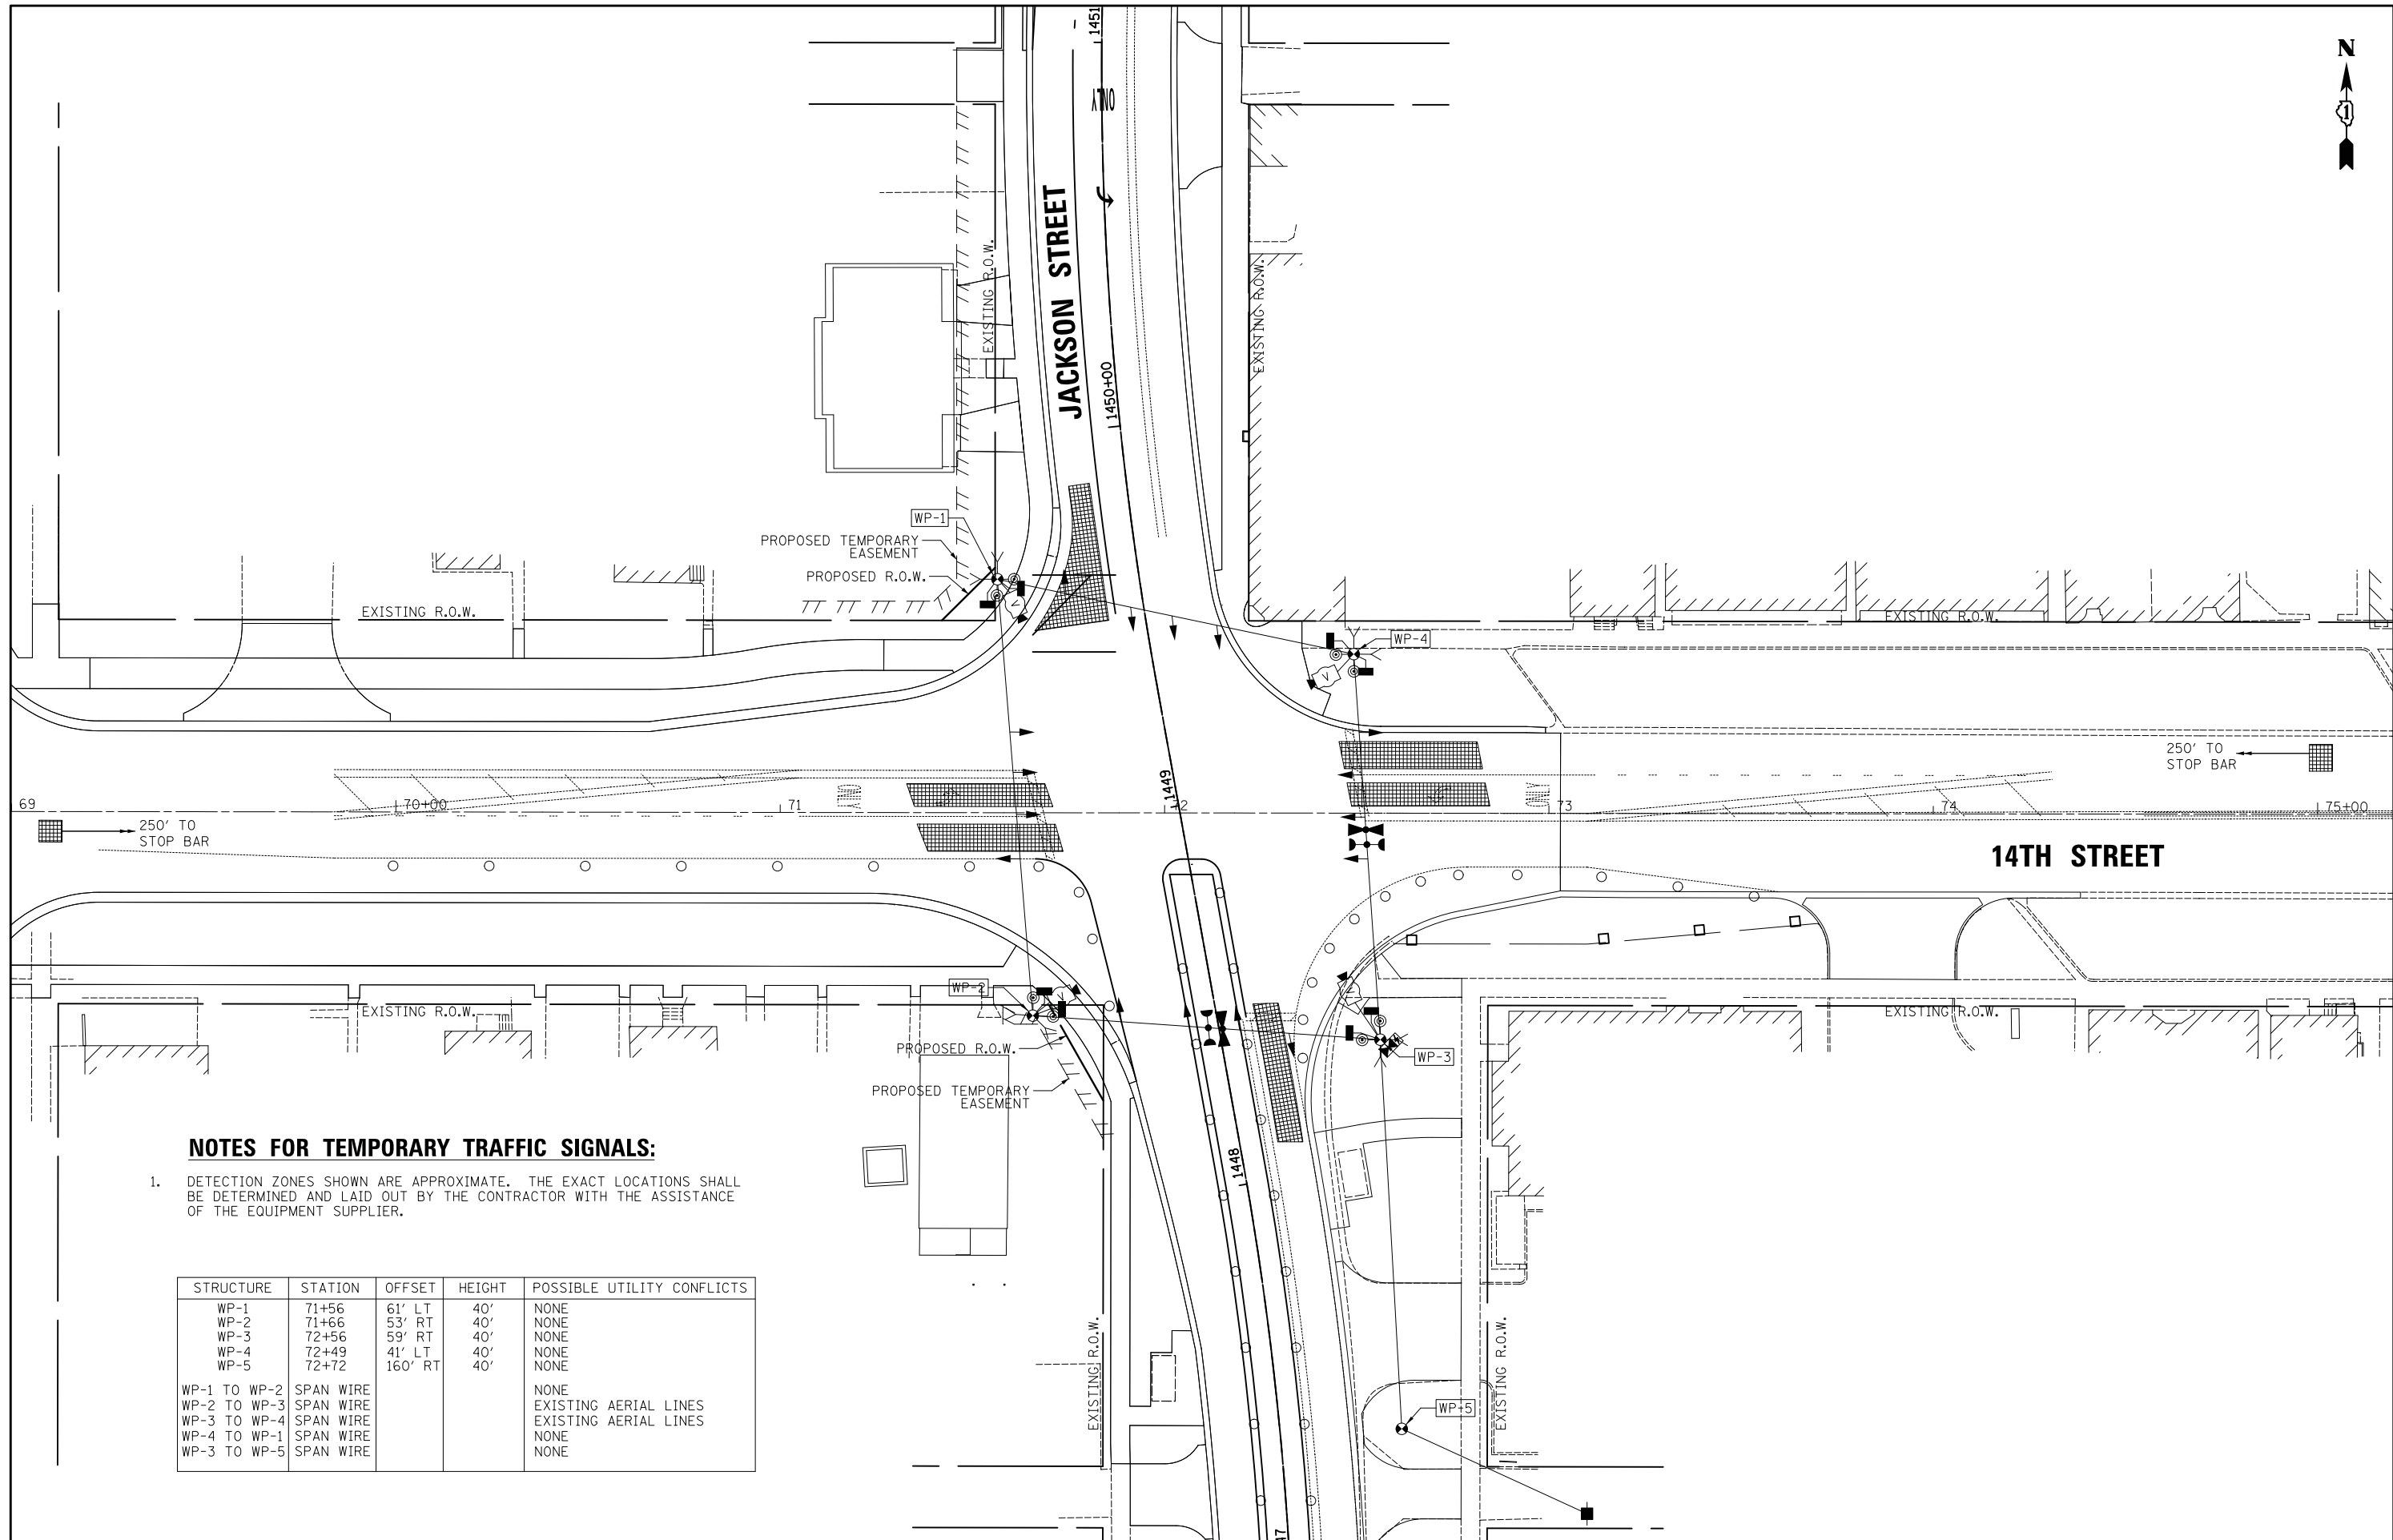 1451
N
1
ONLY
JACKSON STREET
EXISTING R.O.W.
EXISTING R.O.W.
1450+00
WP-1
PROPOSED TEMPORARY
EASEMENT
PROPOSED R.O.W.
EXISTING R.O.W.
EXISTING R.O.W.
WP-4
V
V
250' TO
STOP BAR
1449
69
70+00
71
ONLY
72
ONLY
73
74
75+00
250' TO
STOP BAR
14TH STREET
WP-2
V
V
EXISTING R.O.W.
EXISTING R.O.W.
PROPOSED R.O.W.
WP-3
PROPOSED TEMPORARY
EASEMENT
NOTES FOR TEMPORARY TRAFFIC SIGNALS:
1. DETECTION ZONES SHOWN ARE APPROXIMATE. THE EXACT LOCATIONS SHALL
BE DETERMINED AND LAID OUT BY THE CONTRACTOR WITH THE ASSISTANCE
OF THE EQUIPMENT SUPPLIER.
1448
STRUCTURE STATION OFFSET HEIGHT POSSIBLE UTILITY CONFLICTS
WP-1 71+56 61' LT 40' NONE
WP-2 71+66 53' RT 40' NONE
WP-3 72+56 59' RT 40' NONE
WP-4 72+49 41' LT 40' NONE
WP-5 72+72 160' RT 40' NONE
WP-1 TO WP-2 SPAN WIRE NONE
WP-2 TO WP-3 SPAN WIRE EXISTING AERIAL LINES
WP-3 TO WP-4 SPAN WIRE EXISTING AERIAL LINES
WP-4 TO WP-1 SPAN WIRE NONE
WP-3 TO WP-5 SPAN WIRE NONE
EXISTING R.O.W.
EXISTING R.O.W.
WP-5